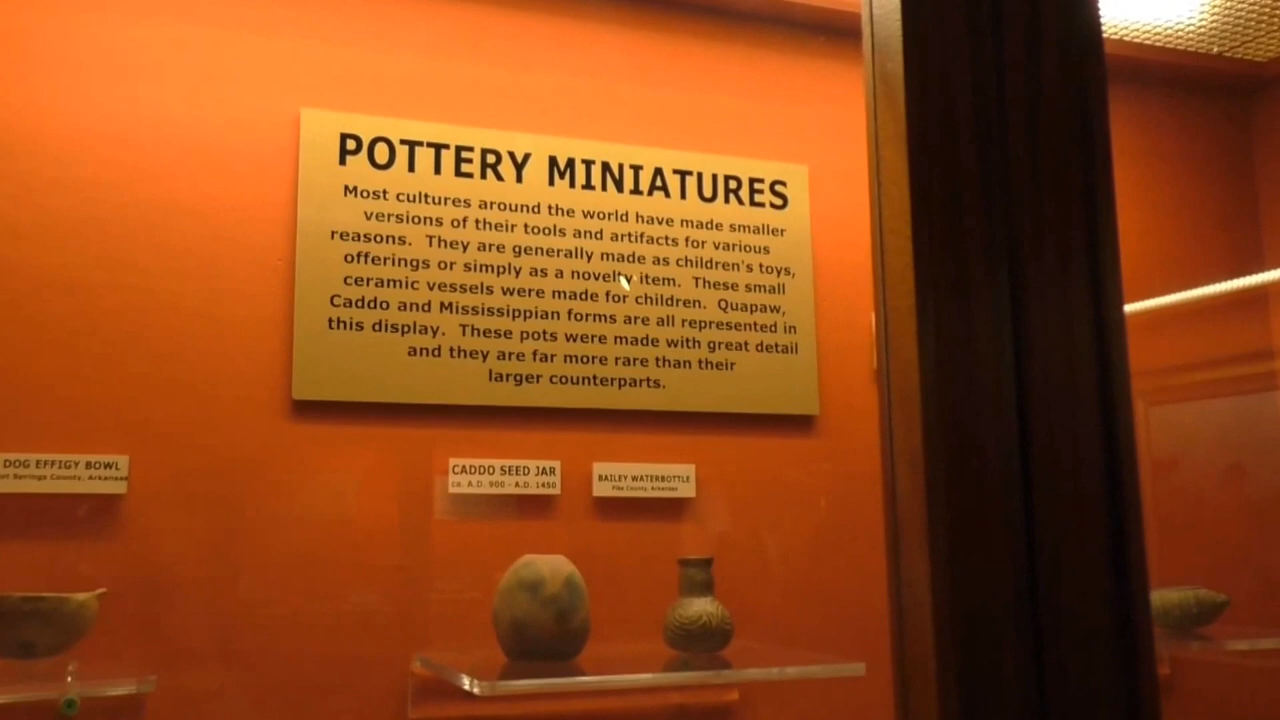 POTTERY MINIATURES
Most cultures around the world have made smaller
versions of their tools and artifacts for various
reasons. They are generally made as children's toys,
offerings or simply as a novelty item. These small
ceramic vessels were made for children. Quapaw,
Caddo and Mississippian forms are all represented in
this display. These pots were made with great detail
and they are far more rare than their
larger counterparts.
DOG EFFIGY BOWL
ot Springs County, Arkansas
CADDO SEED JAR
ca. A.D. 900 - A.D. 1450
BAILEY WATERBOTTLE
Pike County, Arkansas